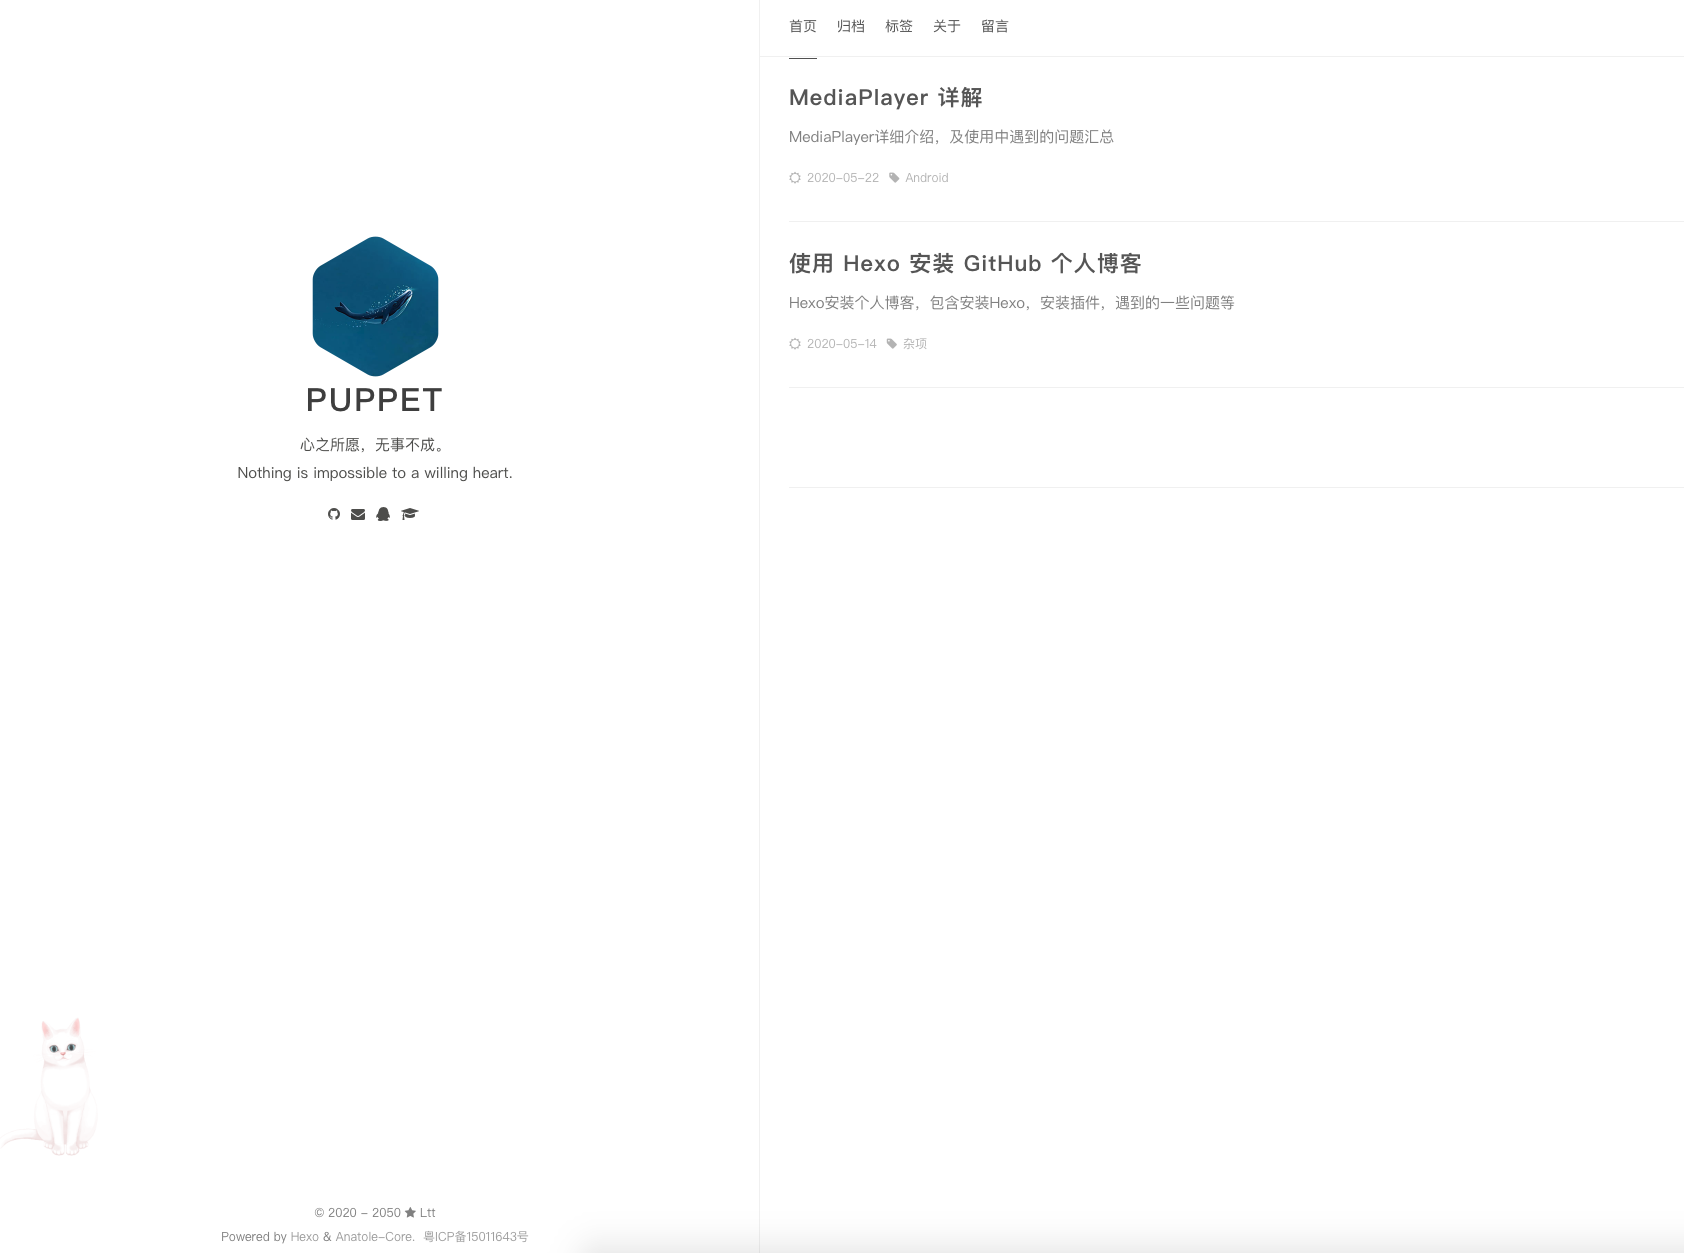 首页 归档 标签 关于 留言
MediaPlayer 详解
MediaPlayer详细介绍，及使用中遇到的问题汇总
2020-05-22 Android
使用 Hexo 安装 GitHub 个人博客
Hexo安装个人博客，包含安装Hexo，安装插件，遇到的一些问题等
2020-05-14 杂项
PUPPET
心之所愿，无事不成。
Nothing is impossible to a willing heart.
© 2020 - 2050 ★ Ltt
Powered by Hexo & Anatole-Core. 粤ICP备15011643号